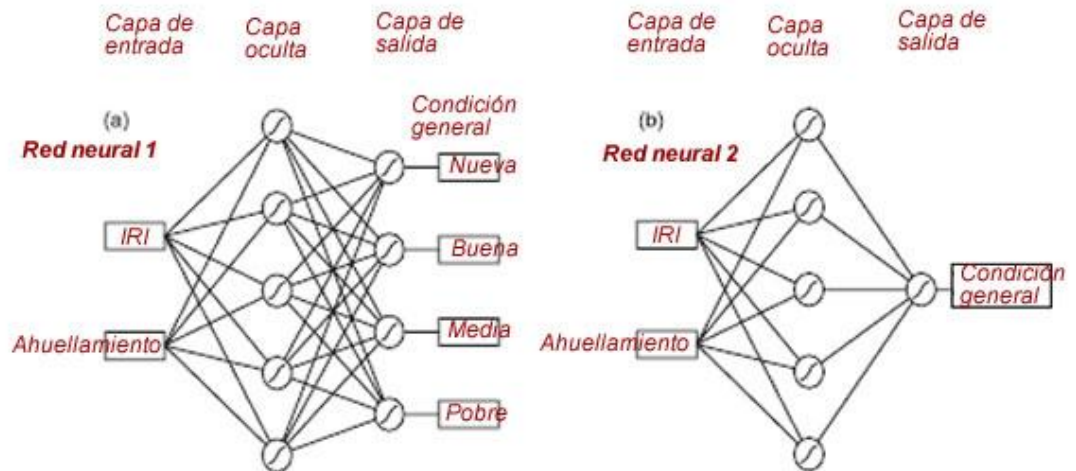 Capa de
entrada
Capa
oculta
Capa de
salida
(a)
Red neural 1
Condición
general
Nueva
IRI
Buena
Ahuellamiento
Media
Pobre
Capa de
entrada
Capa
oculta
Capa de
salida
(b)
Red neural 2
IRI
Condición
general
Ahuellamiento